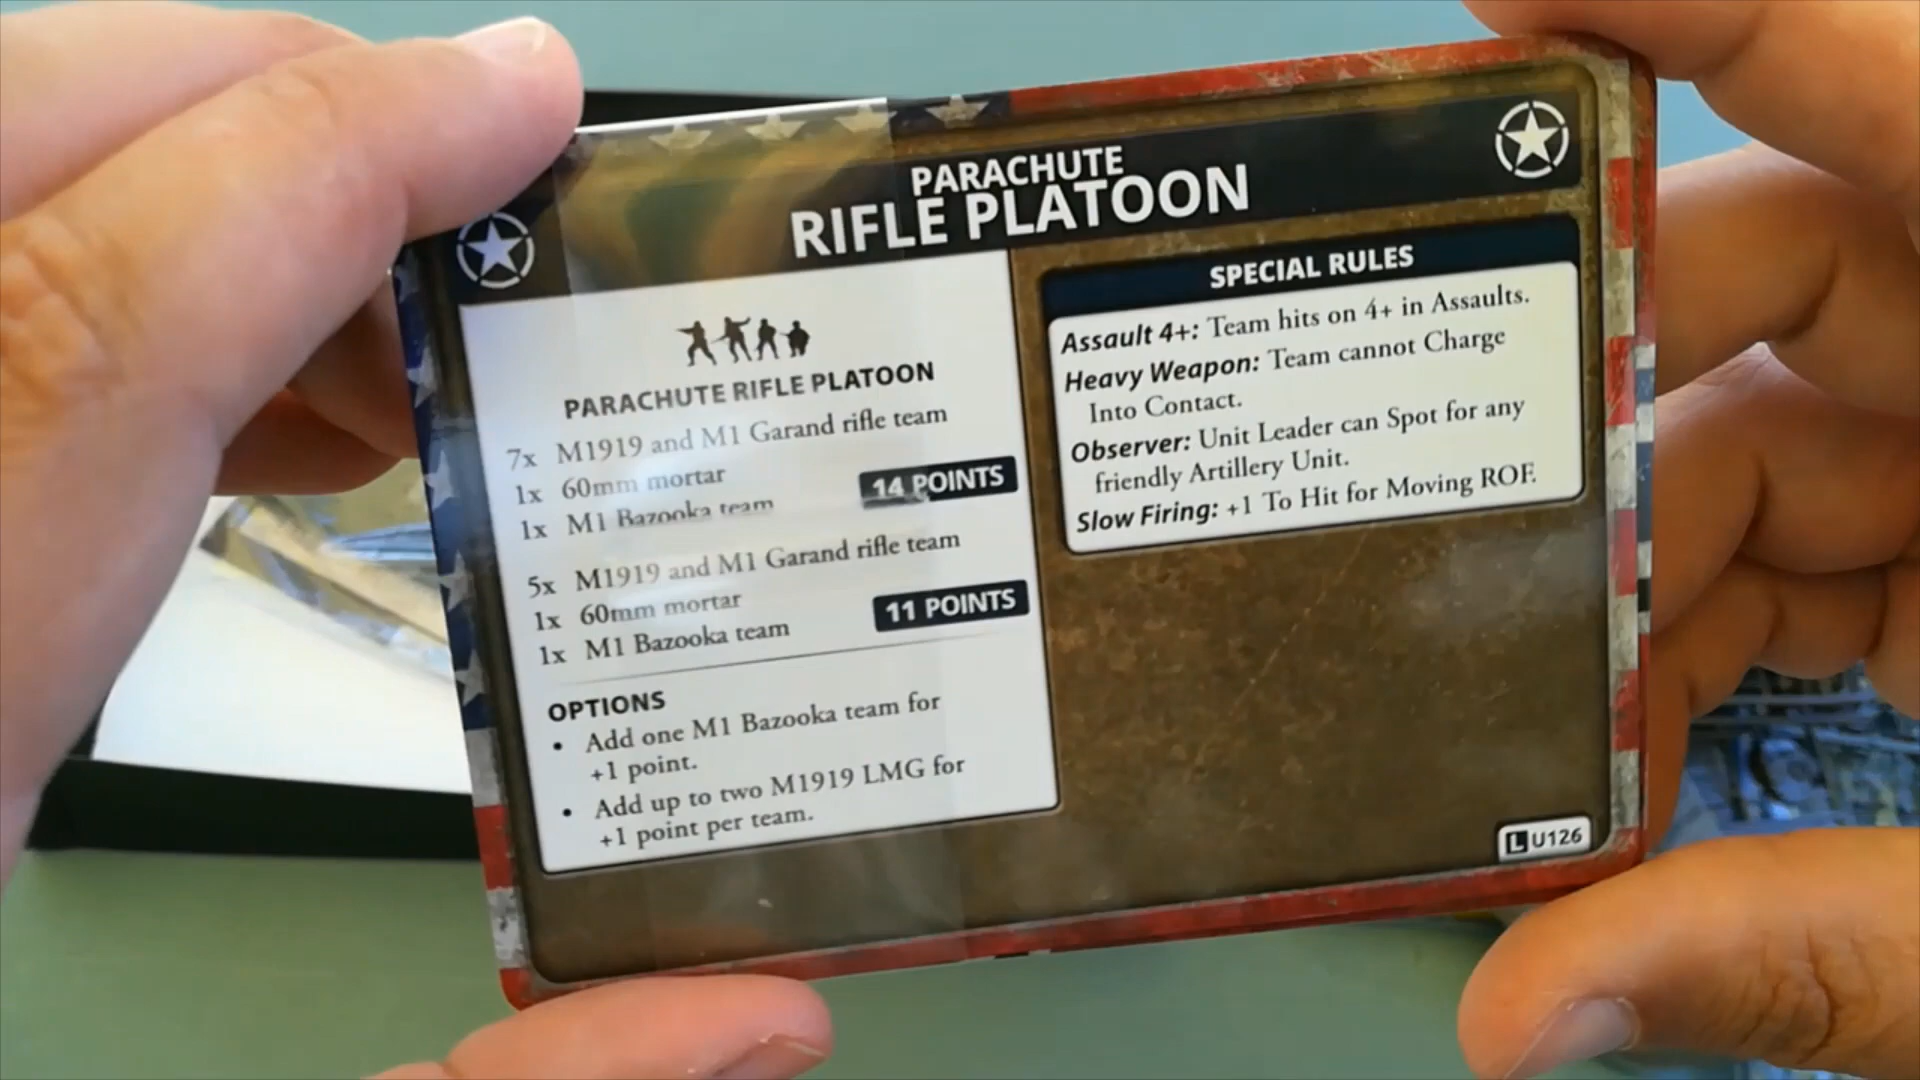 PARACHUTE
RIFLE PLATOON
PARACHUTE RIFLE PLATOON
7x M1919 and M1 Garand rifle team
1x 60mm mortar
1x M1 Bazooka team
14 POINTS
5x M1919 and M1 Garand rifle team
1x 60mm mortar
1x M1 Bazooka team
11 POINTS
OPTIONS
• Add one M1 Bazooka team for
+1 point.
• Add up to two M1919 LMG for
+1 point per team.
SPECIAL RULES
Assault 4+: Team hits on 4+ in Assaults.
Heavy Weapon: Team cannot Charge
Into Contact.
Observer: Unit Leader can Spot for any
friendly Artillery Unit.
Slow Firing: +1 To Hit for Moving ROF.
L U126